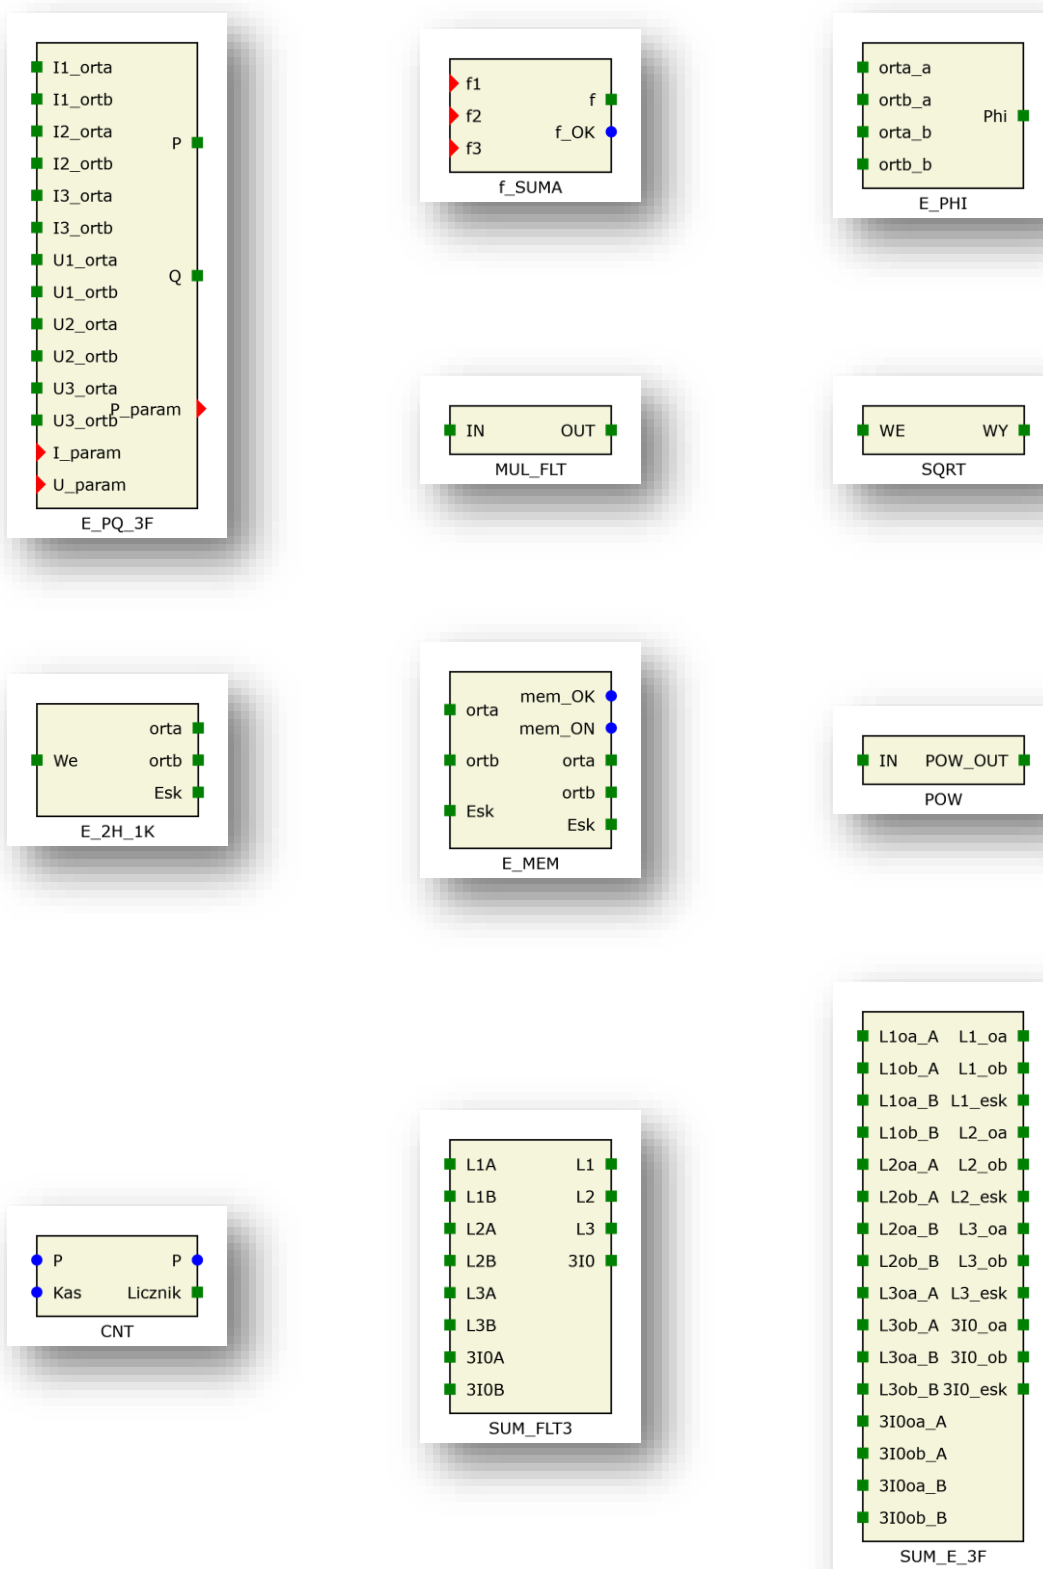 I1_orta
I1_ortb
I2_orta
I2_ortb
I3_orta
I3_ortb
U1_orta
U1_ortb
U2_orta
U2_ortb
U3_orta
U3_ortb
I_param
U_param
P
Q
P_param
E_PQ_3F
f1
f2
f3
f
f_OK
f_SUMA
orta_a
ortb_a
orta_b
ortb_b
Phi
E_PHI
IN OUT
MUL_FLT
WE WY
SQRT
We
orta
ortb
Esk
E_2H_1K
orta
ortb
Esk
mem_OK
mem_ON
orta
ortb
Esk
E_MEM
IN POW_OUT
POW
P P
Kas Licznik
CNT
L1A L1
L1B L2
L2A L3
L2B 3I0
L3A
L3B
3I0A
3I0B
SUM_FLT3
L1oa_A L1_oa
L1ob_A L1_ob
L1oa_B L1_esk
L1ob_B L2_oa
L2oa_A L2_ob
L2ob_A L2_esk
L2oa_B L3_oa
L2ob_B L3_ob
L3oa_A L3_esk
L3ob_A 3I0_oa
L3oa_B 3I0_ob
L3ob_B 3I0_esk
3I0oa_A
3I0ob_A
3I0oa_B
3I0ob_B
SUM_E_3F